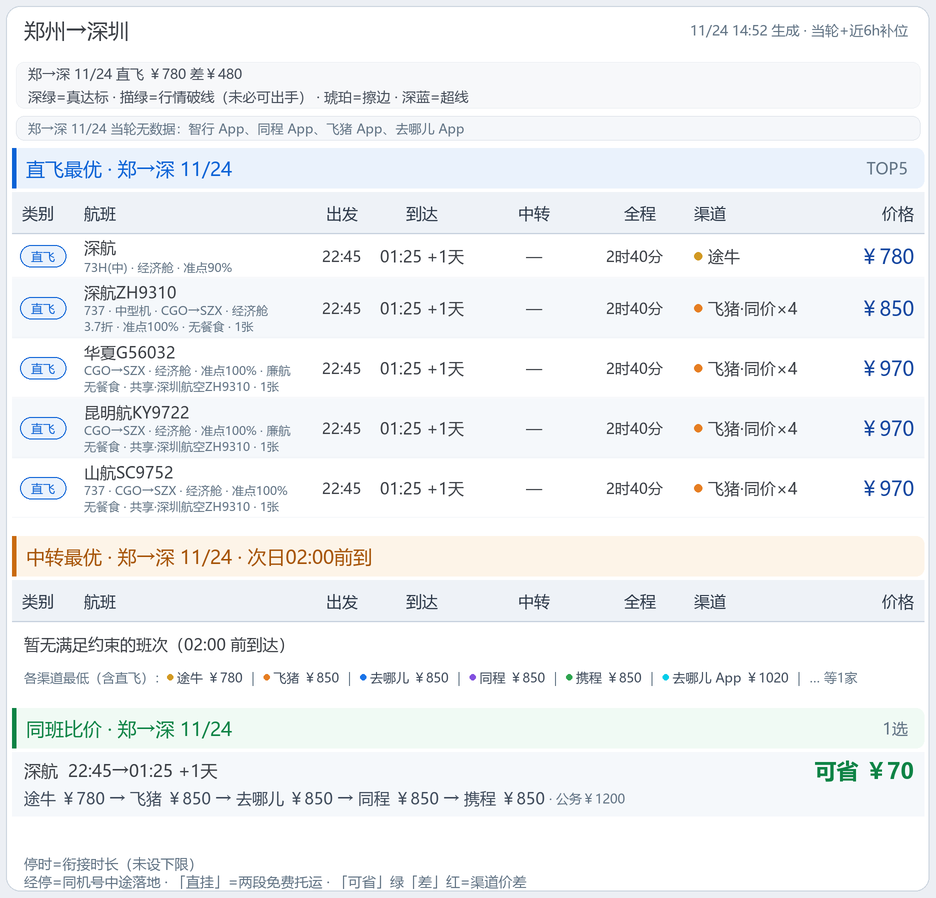 郑州→深圳
11/24 14:52 生成 · 当轮+近6h补位
郑→深 11/24 直飞 ¥780 差¥480
深绿=真达标 · 描绿=行情破线（未必可出手） · 琥珀=擦边 · 深蓝=超线
郑→深 11/24 当轮无数据：智行 App、同程 App、飞猪 App、去哪儿 App
直飞最优 · 郑→深 11/24 TOP5
类别 航班 出发 到达 中转 全程 渠道 价格
直飞 深航 22:45 01:25 +1天 — 2时40分 途牛 ¥780
73H(中) · 经济舱 · 准点90%
直飞 深航ZH9310 22:45 01:25 +1天 — 2时40分 飞猪·同价×4 ¥850
737 · 中型机 · CGO→SZX · 经济舱
3.7折 · 准点100% · 无餐食 · 1张
直飞 华夏G56032 22:45 01:25 +1天 — 2时40分 飞猪·同价×4 ¥970
CGO→SZX · 经济舱 · 准点100% · 廉航
无餐食 · 共享·深圳航空ZH9310 · 1张
直飞 昆明航KY9722 22:45 01:25 +1天 — 2时40分 飞猪·同价×4 ¥970
CGO→SZX · 经济舱 · 准点100% · 廉航
无餐食 · 共享·深圳航空ZH9310 · 1张
直飞 山航SC9752 22:45 01:25 +1天 — 2时40分 飞猪·同价×4 ¥970
737 · CGO→SZX · 经济舱 · 准点100%
无餐食 · 共享·深圳航空ZH9310 · 1张
中转最优 · 郑→深 11/24 · 次日02:00前到
类别 航班 出发 到达 中转 全程 渠道 价格
暂无满足约束的班次（02:00 前到达）
各渠道最低（含直飞）: 途牛 ¥780 | 飞猪 ¥850 | 去哪儿 ¥850 | 同程 ¥850 | 携程 ¥850 | 去哪儿 App ¥1020 | … 等1家
同班比价 · 郑→深 11/24 1选
深航 22:45→01:25 +1天 可省 ¥70
途牛 ¥780 → 飞猪 ¥850 → 去哪儿 ¥850 → 同程 ¥850 → 携程 ¥850 · 公务¥1200
停时=衔接时长（未设下限）
经停=同机号中途落地 · 「直挂」=两段免费托运 · 「可省」绿「差」红=渠道价差